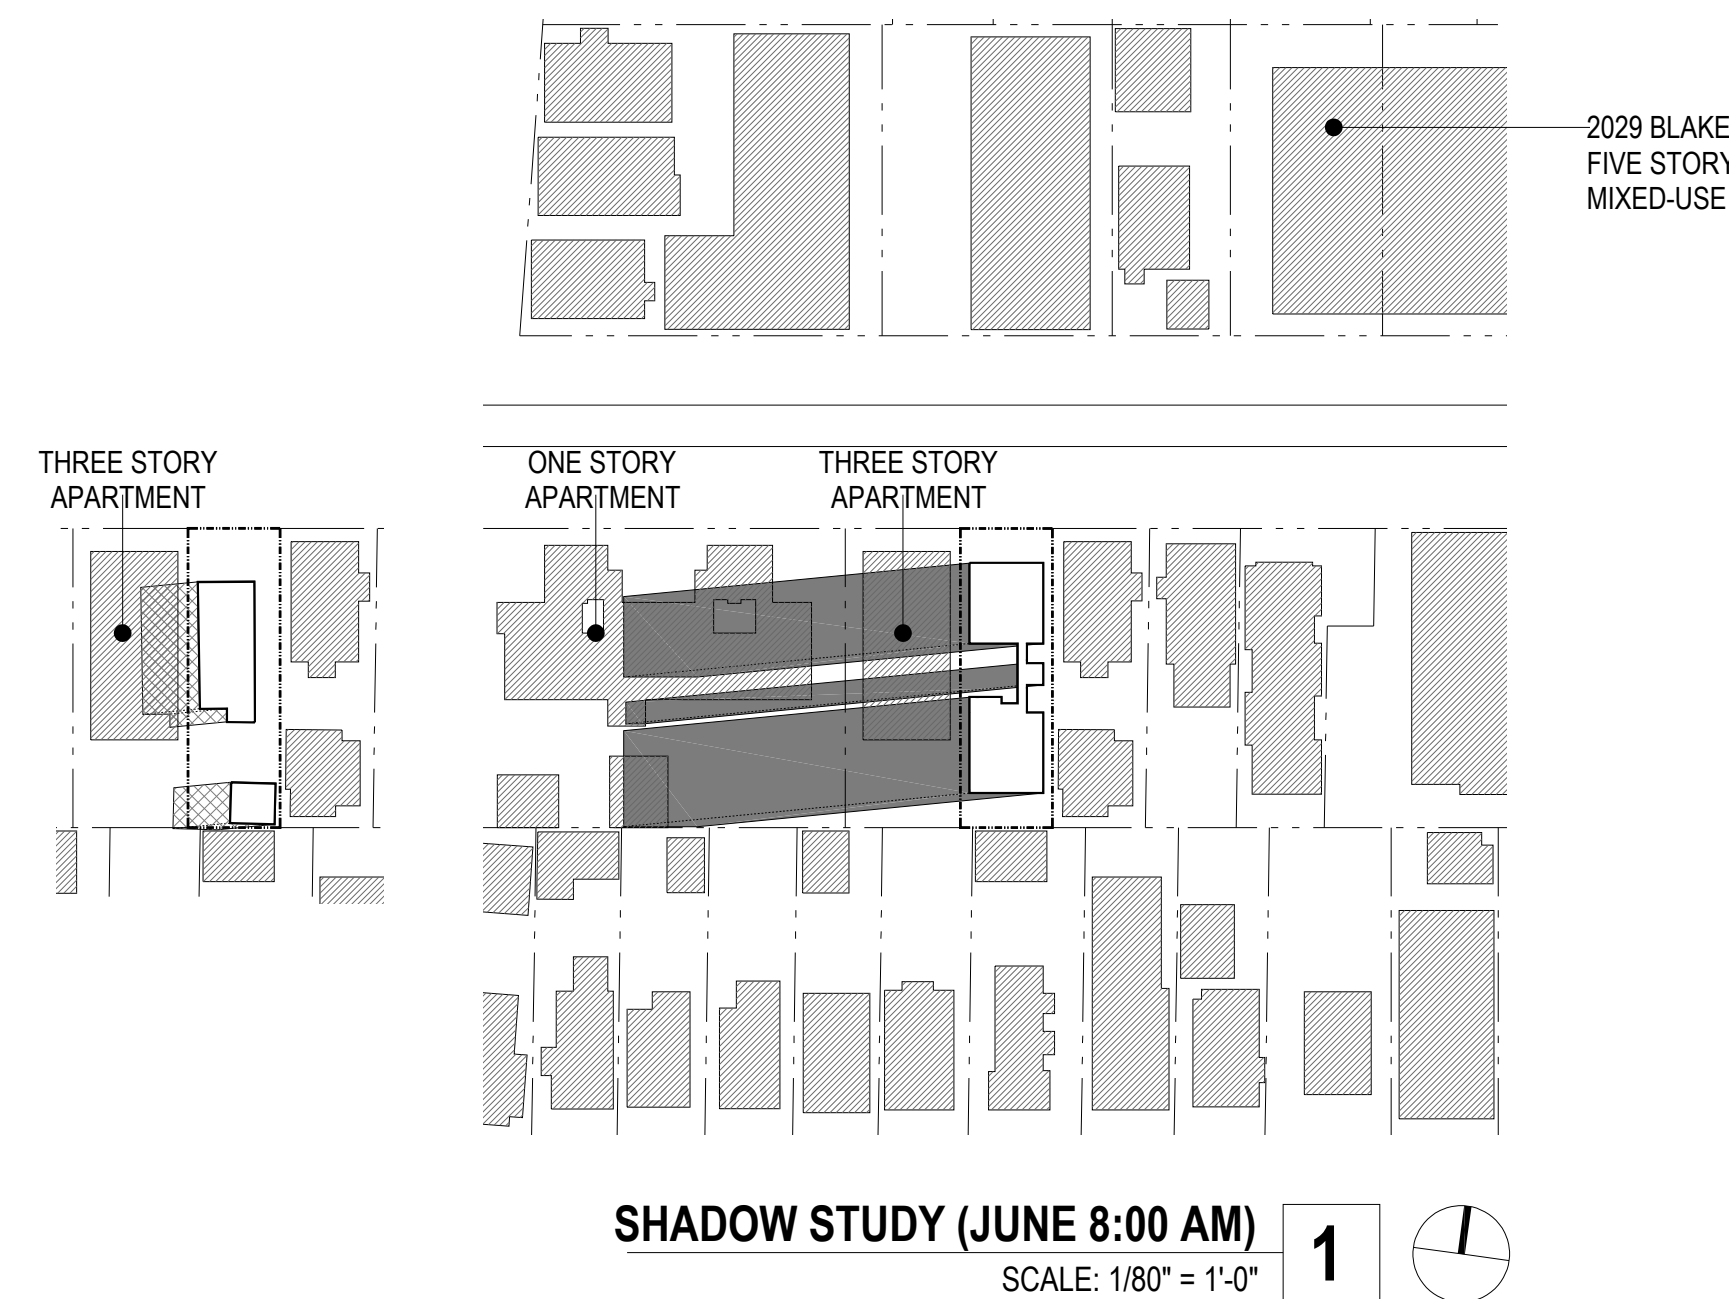 2029 BLAKE
FIVE STORY
MIXED-USE
THREE STORY
APARTMENT
ONE STORY
APARTMENT
THREE STORY
APARTMENT
SHADOW STUDY (JUNE 8:00 AM)
SCALE: 1/80" = 1'-0"
1